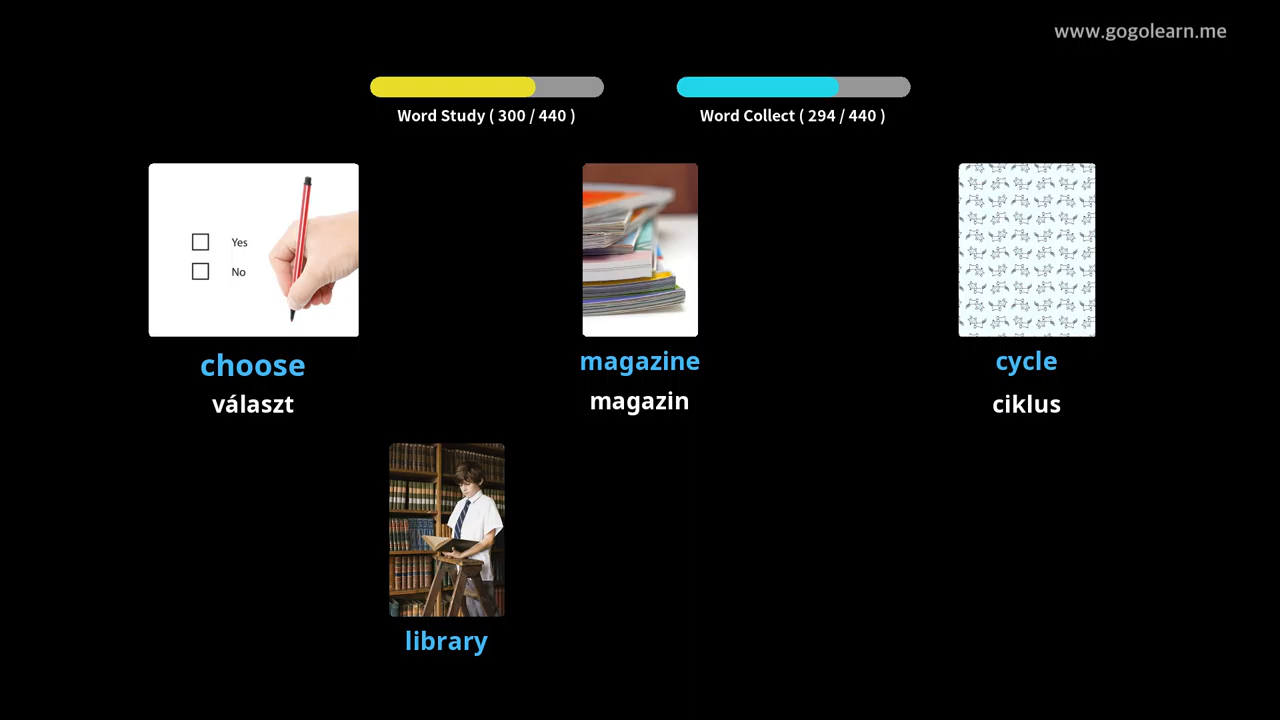 www.gogolearn.me
Word Study ( 300 / 440 )
Word Collect ( 294 / 440 )
Yes
No
choose
magazine
cycle
választ
magazin
ciklus
library